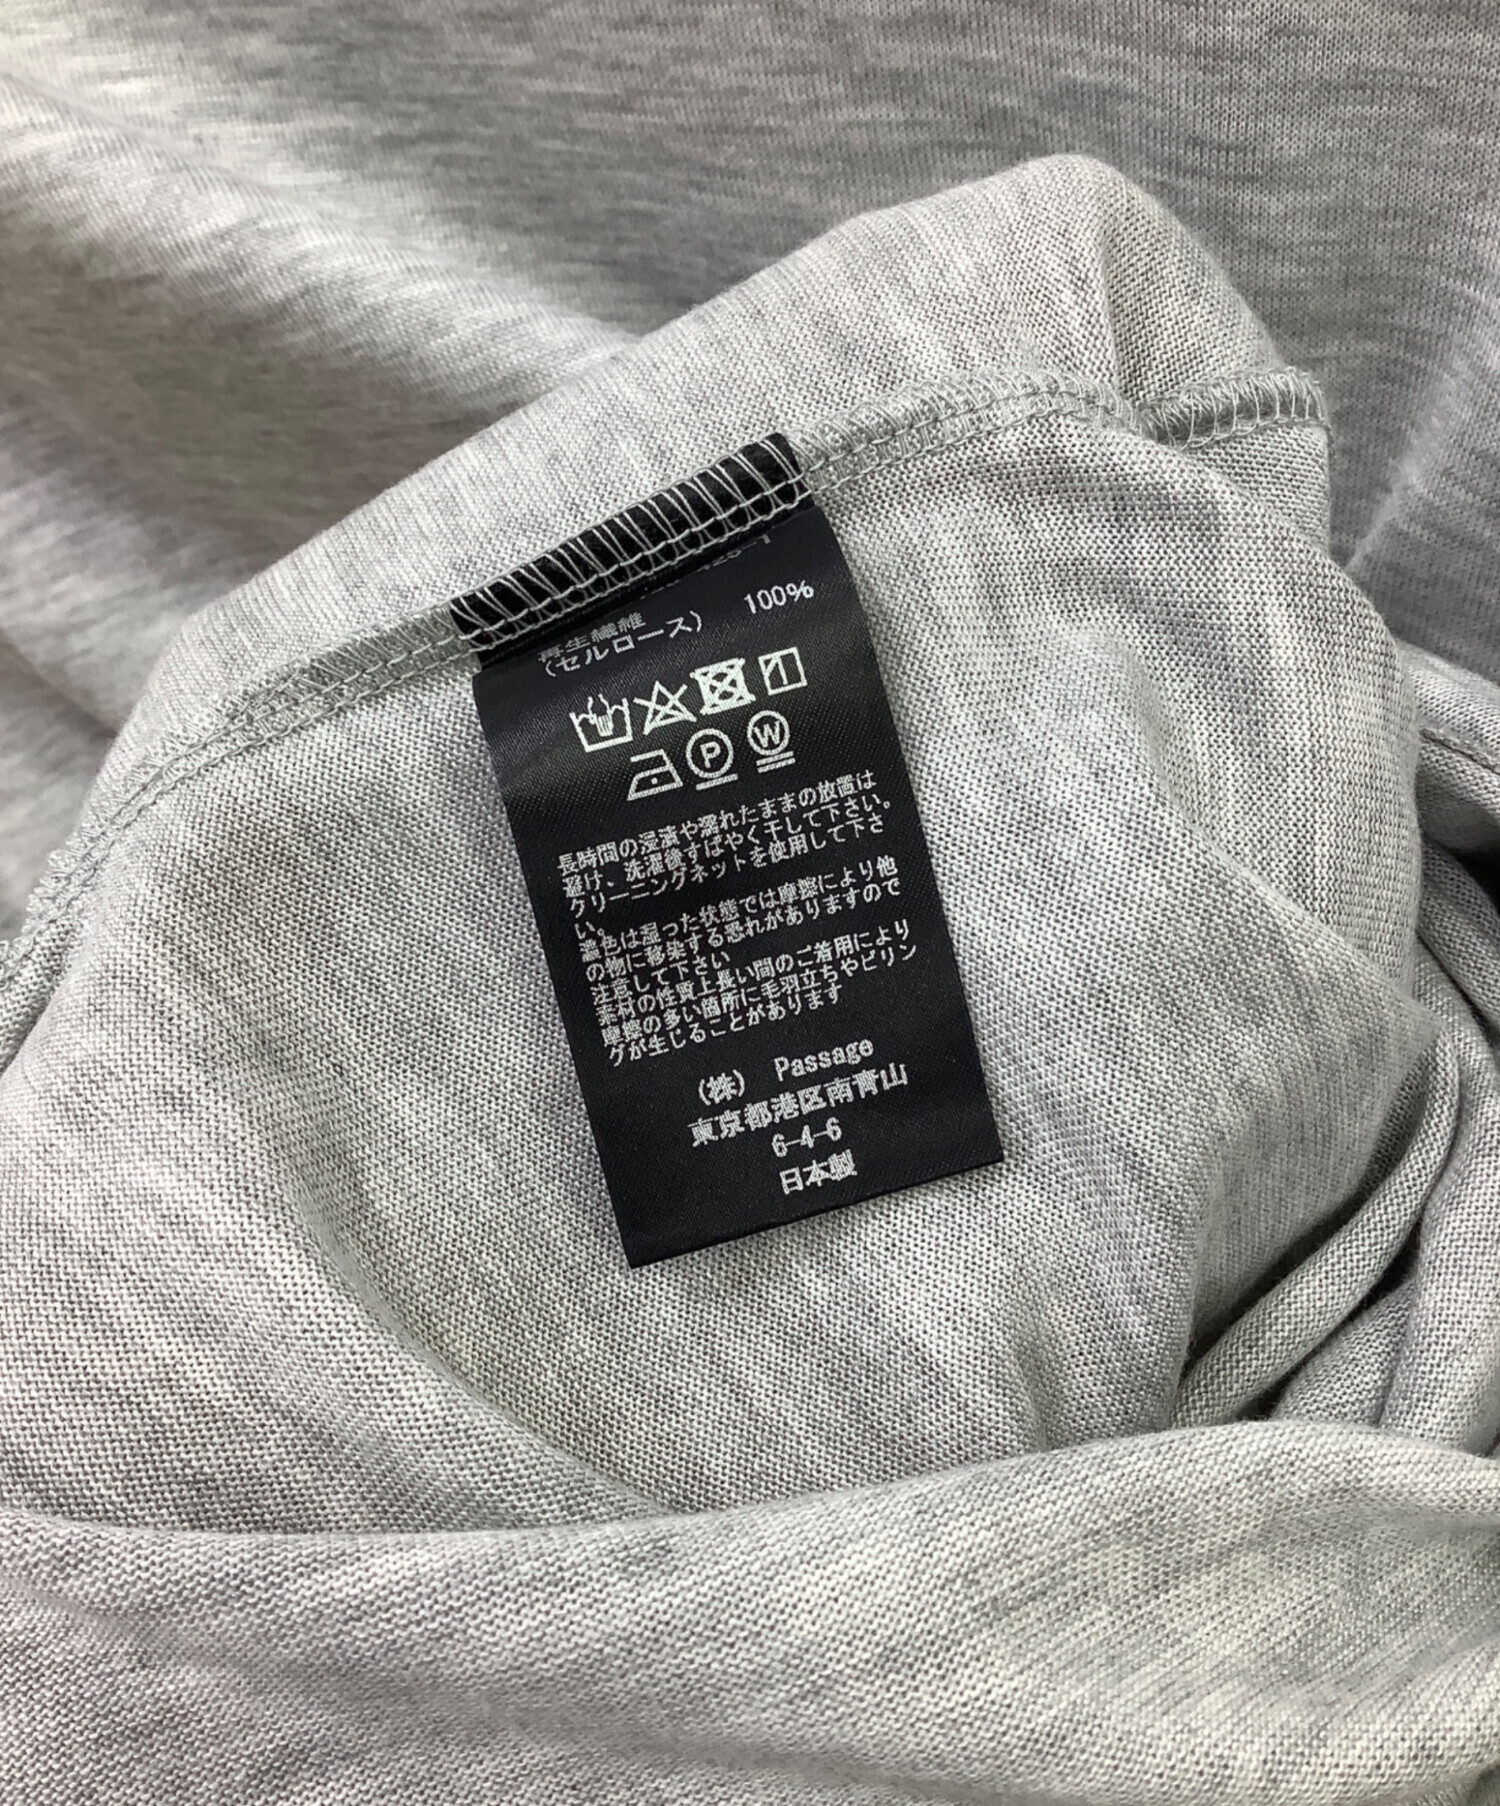 再生繊維
(セルロース) 100%
P W
長時間の湿潰や濡れたままの放置は
避け、洗濯後すばやく干して下さい。
クリーニングネットを使用して下さ
い。
濃色は湿った状態では摩擦により他
の物に移染する恐れがありますので
注意して下さい
素材の性質上長い間のご着用により
摩擦の多い箇所に毛羽立ちやピリン
グが生じることがあります
(株) Passage
東京都港区南青山
6-4-6
日本製